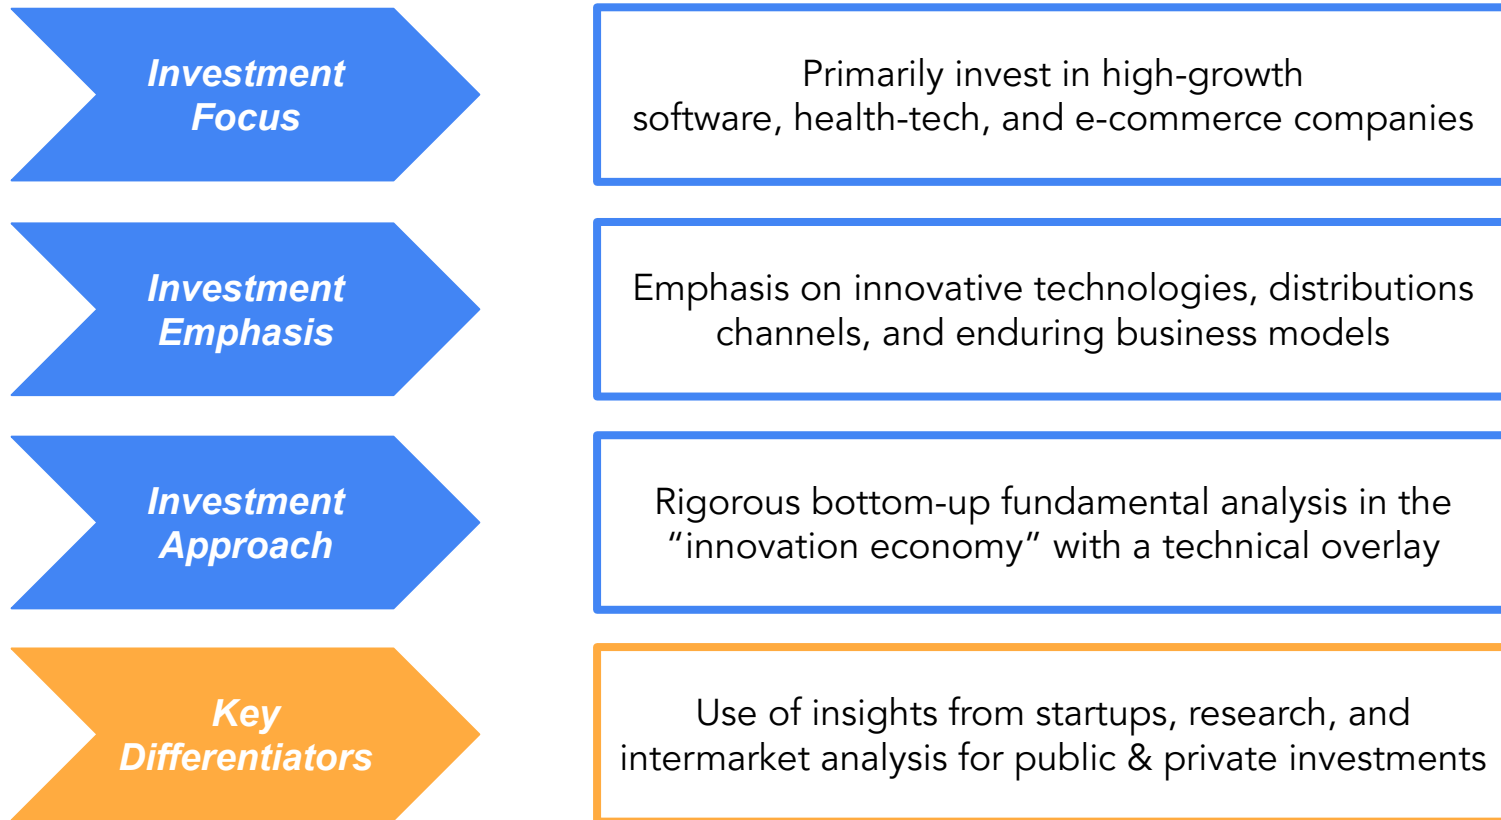 Investment
Focus
Primarily invest in high-growth
software, health-tech, and e-commerce companies
Investment
Emphasis
Emphasis on innovative technologies, distributions
channels, and enduring business models
Investment
Approach
Rigorous bottom-up fundamental analysis in the
“innovation economy” with a technical overlay
Key
Differentiators
Use of insights from startups, research, and
intermarket analysis for public & private investments